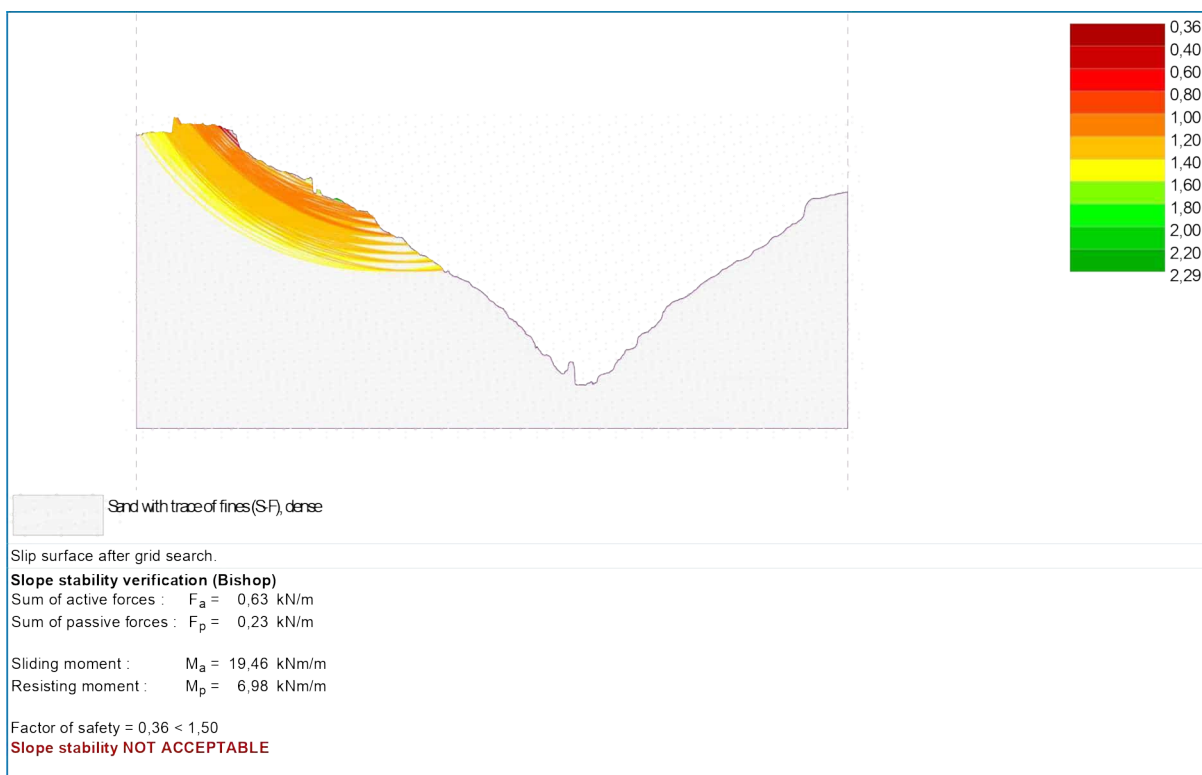 0,36
0,40
0,60
0,80
1,00
1,20
1,40
1,60
1,80
2,00
2,20
2,29
Sand with trace of fines (S-F), dense
Slip surface after grid search.
Slope stability verification (Bishop)
Sum of active forces : Fa = 0,63 kN/m
Sum of passive forces : Fp = 0,23 kN/m
Sliding moment : Ma = 19,46 kNm/m
Resisting moment : Mp = 6,98 kNm/m
Factor of safety = 0,36 < 1,50
Slope stability NOT ACCEPTABLE